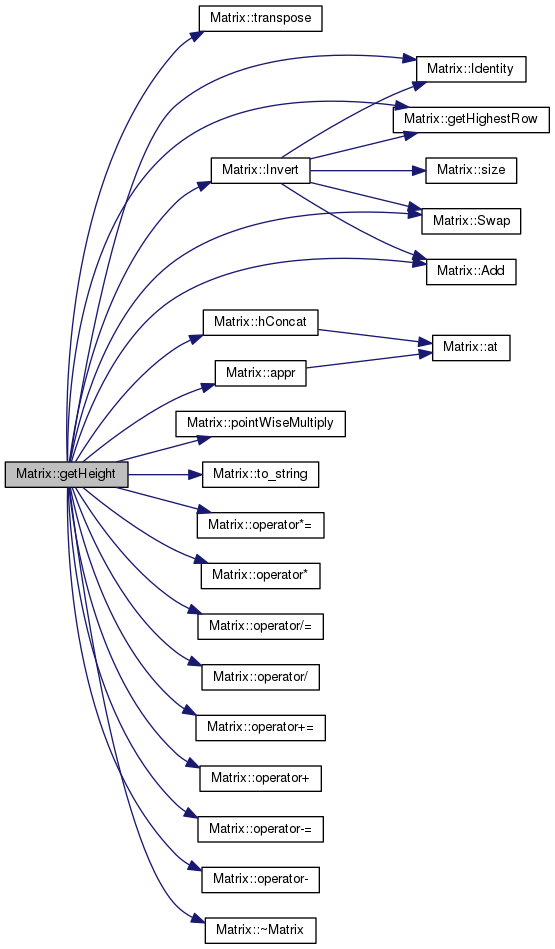 Matrix::transpose
Matrix::Identity
Matrix::getHighestRow
Matrix::Invert
Matrix::size
Matrix::Swap
Matrix::Add
Matrix::hConcat
Matrix::at
Matrix::appr
Matrix::pointWiseMultiply
Matrix::getHeight
Matrix::to_string
Matrix::operator*=
Matrix::operator*
Matrix::operator/=
Matrix::operator/
Matrix::operator+=
Matrix::operator+
Matrix::operator-=
Matrix::operator-
Matrix::~Matrix